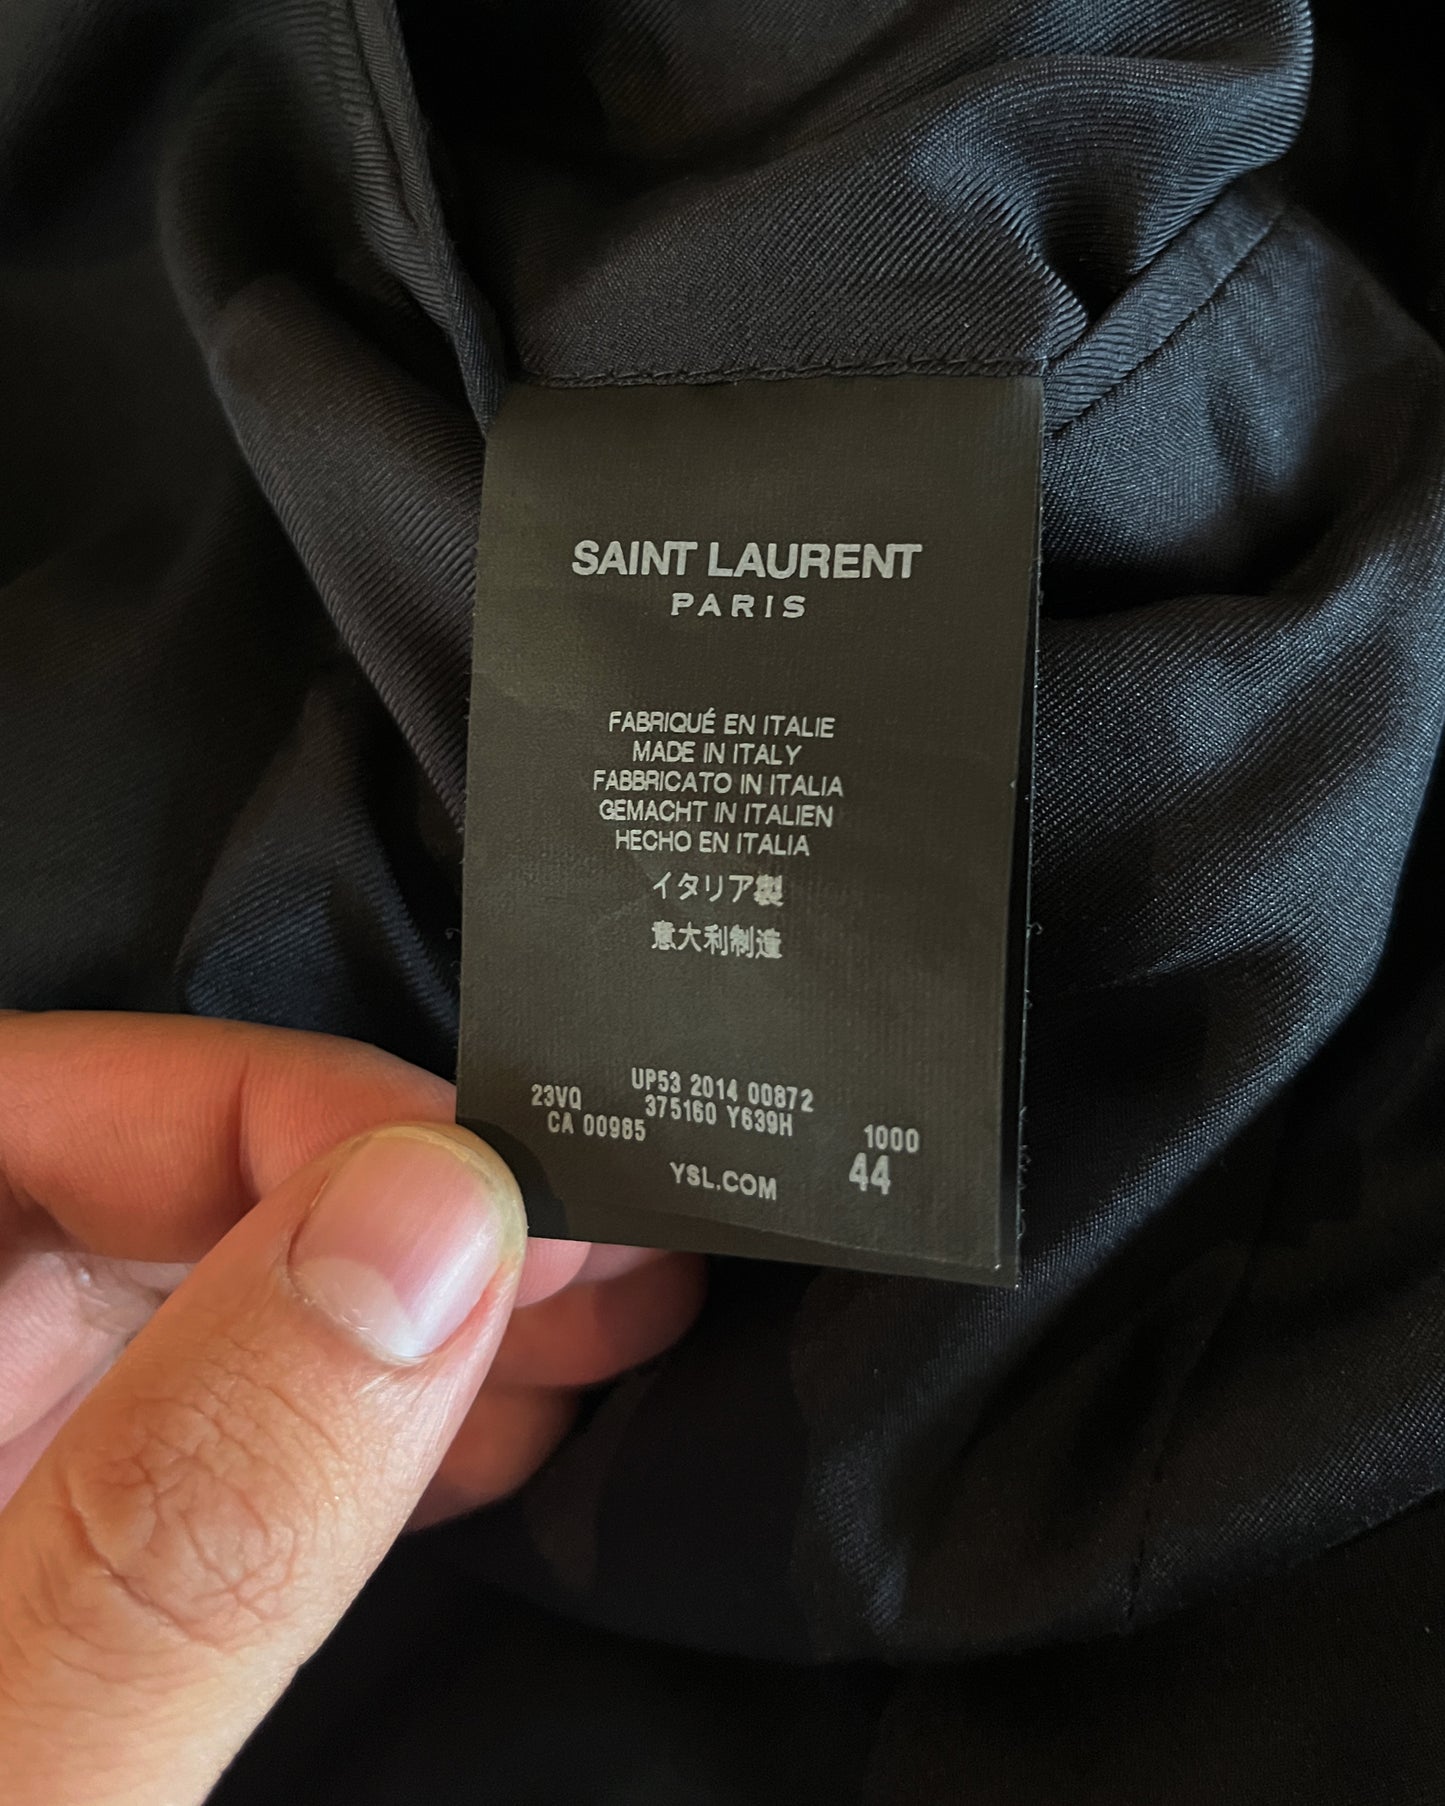 SAINT LAURENT
PARIS
FABRIQUÉ EN ITALIE
MADE IN ITALY
FABBRICATO IN ITALIA
GEMACHT IN ITALIEN
HECHO EN ITALIA
イタリア製
意大利制造
UP53 2014 00872
23VQ 375160 Y639H
CA 00985 1000
YSL.COM 44